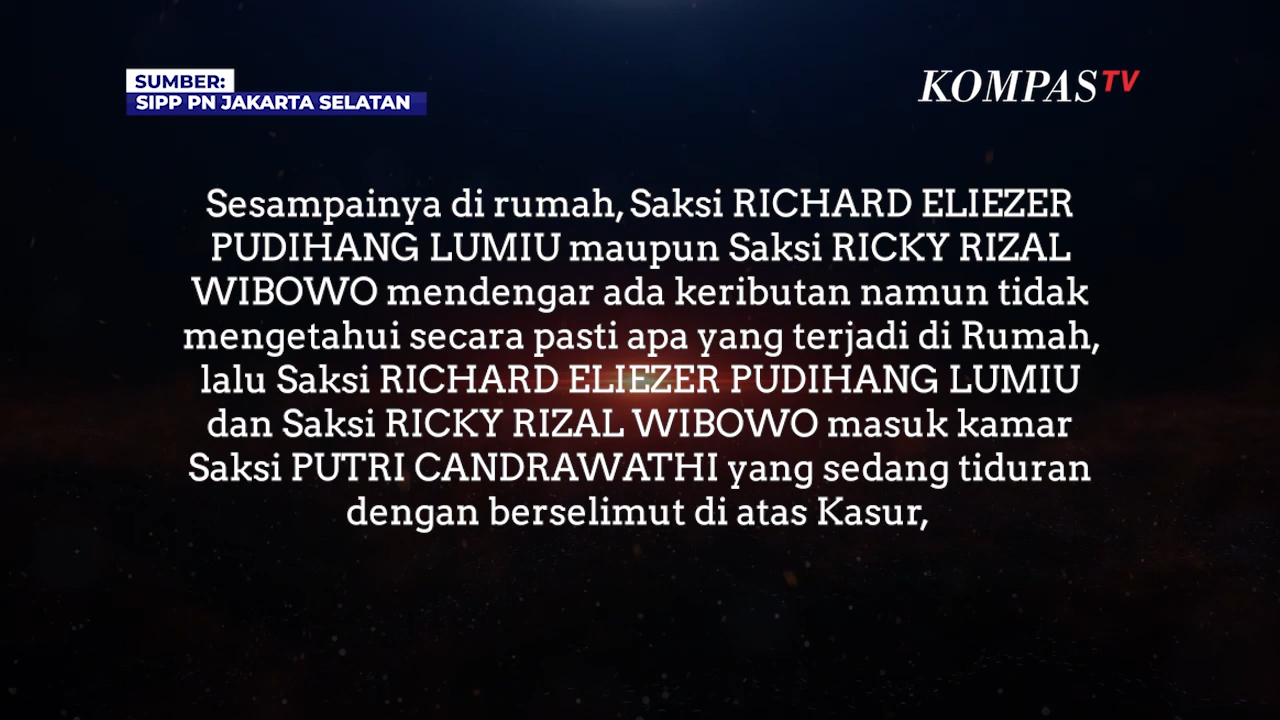 SUMBER:
SIPP PN JAKARTA SELATAN
KOMPAS TV
Sesampainya di rumah, Saksi RICHARD ELIEZER
PUDIHANG LUMIU maupun Saksi RICKY RIZAL
WIBOWO mendengar ada keributan namun tidak
mengetahui secara pasti apa yang terjadi di Rumah,
lalu Saksi RICHARD ELIEZER PUDIHANG LUMIU
dan Saksi RICKY RIZAL WIBOWO masuk kamar
Saksi PUTRI CANDRAWATHI yang sedang tiduran
dengan berselimut di atas Kasur,